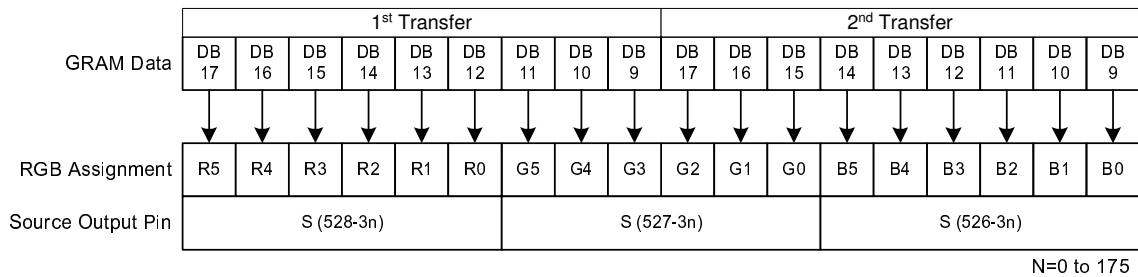 1st Transfer 2nd Transfer
GRAM Data DB 17 DB 16 DB 15 DB 14 DB 13 DB 12 DB 11 DB 10 DB 9 DB 17 DB 16 DB 15 DB 14 DB 13 DB 12 DB 11 DB 10 DB 9
RGB Assignment R5 R4 R3 R2 R1 R0 G5 G4 G3 G2 G1 G0 B5 B4 B3 B2 B1 B0
Source Output Pin S (528-3n) S (527-3n) S (526-3n)
N=0 to 175